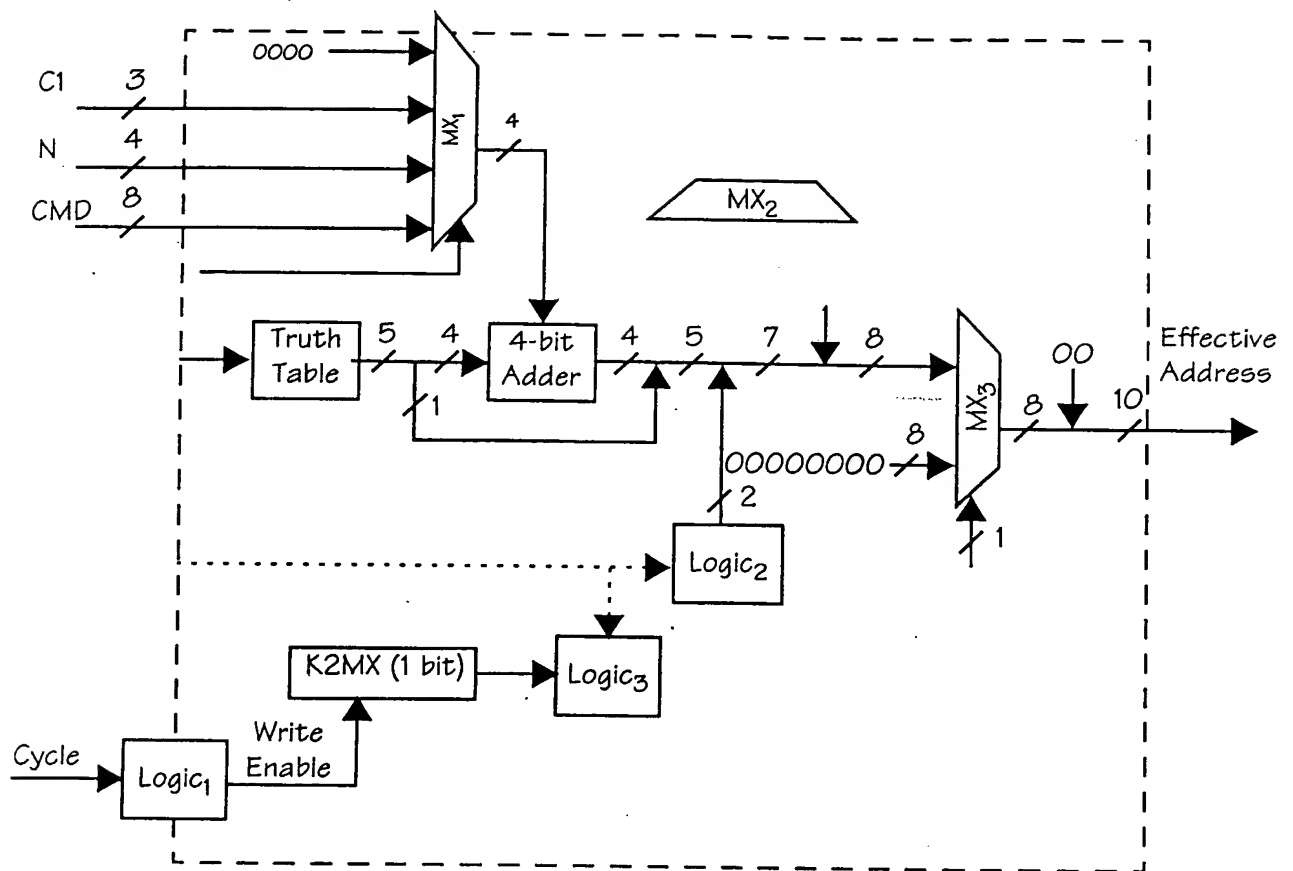 0000
C1
3
N
4
CMD
8
MX1
4
MX2
Truth
Table
5
4
1
4-bit
Adder
4
5
7
1
8
MX3
8
00
10
Effective
Address
00000000
8
1
2
Logic2
K2MX (1 bit)
Logic3
Cycle
Logic1
Write
Enable